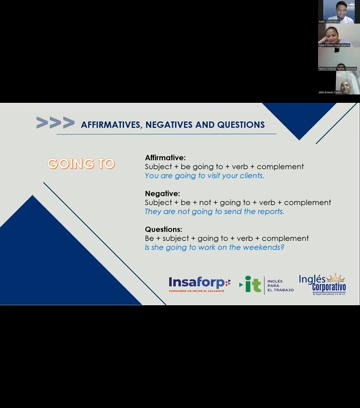 >>> AFFIRMATIVES, NEGATIVES AND QUESTIONS
GOING TO
Affirmative:
Subject + be going to + verb + complement
You are going to visit your clients.
Negative:
Subject + be + not + going to + verb + complement
They are not going to send the reports.
Questions:
Be + subject + going to + verb + complement
Is she going to work on the weekends?
Insaforp
it
INGLÉS
PARA
EL TRABAJO
Inglés
Corporativo